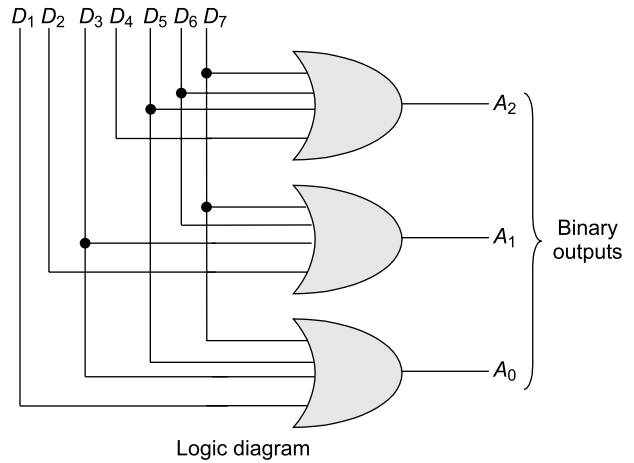 D₁ D₂ D₃ D₄ D₅ D₆ D₇
A₂
A₁
Binary
outputs
A₀
Logic diagram